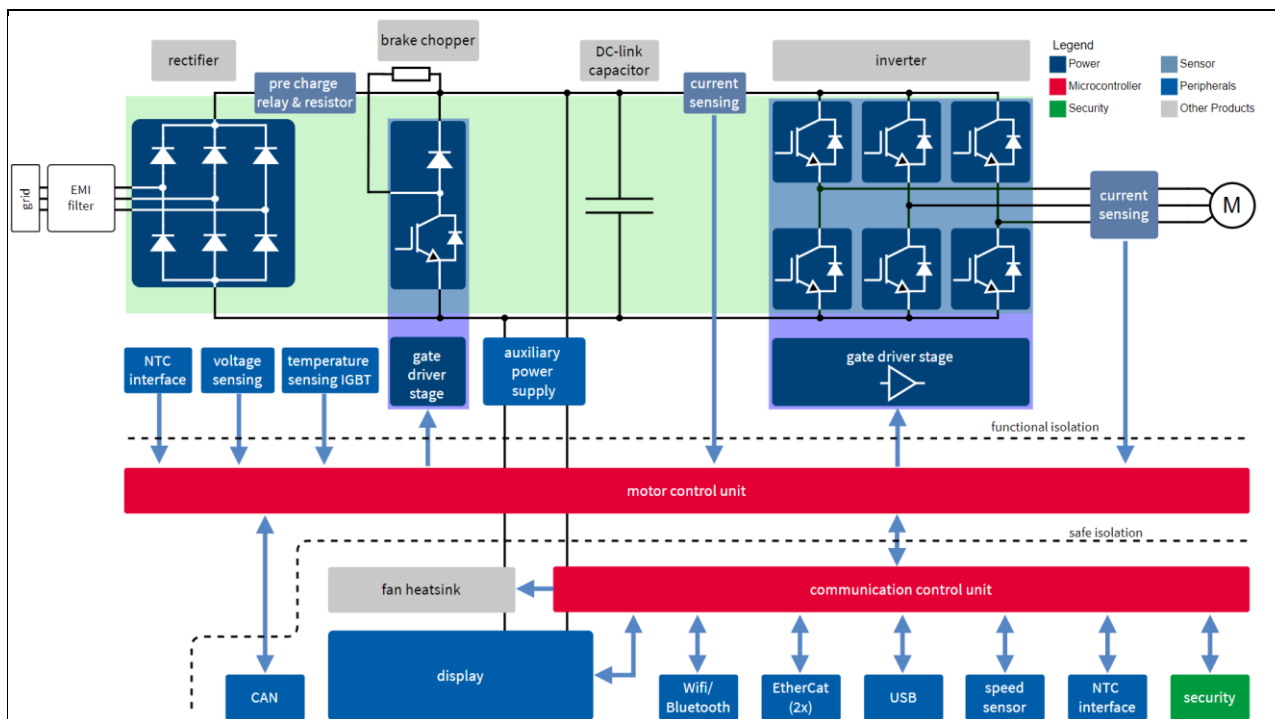 brake chopper
rectifier
pre charge
relay & resistor
DC-link
capacitor
current
sensing
inverter
Legend
Power
Microcontroller
Security
Sensor
Peripherals
Other Products
grid
EMI
filter
current
sensing
M
NTC
interface
voltage
sensing
temperature
sensing IGBT
gate
driver
stage
auxiliary
power
supply
gate driver stage
functional isolation
motor control unit
safe isolation
fan heatsink
communication control unit
display
CAN
Wifi/
Bluetooth
EtherCat
(2x)
USB
speed
sensor
NTC
interface
security